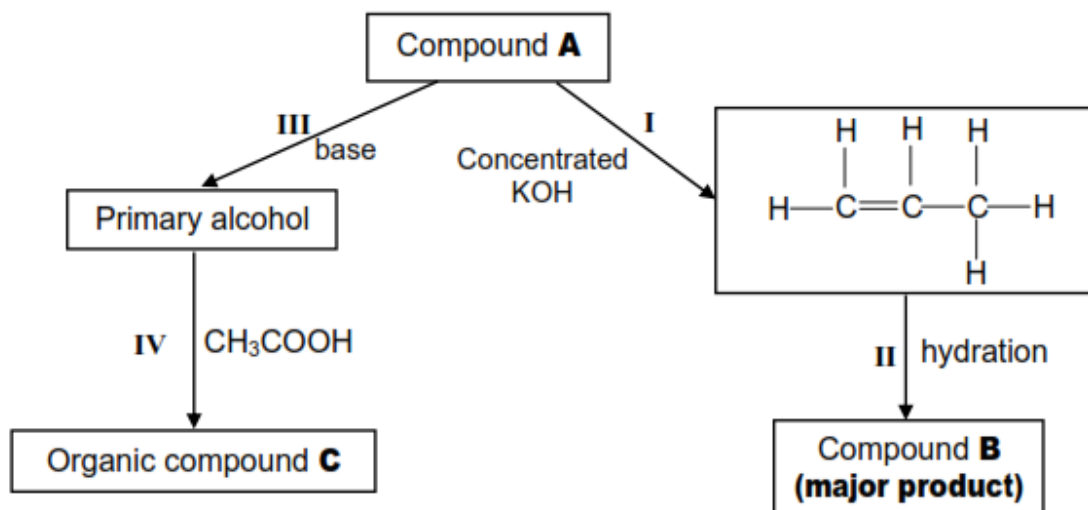 Compound A
III
base
I
Concentrated
KOH
Primary alcohol
H H H
H—C=C—C—H
H
IV CH₃COOH
II hydration
Organic compound C
Compound B
(major product)